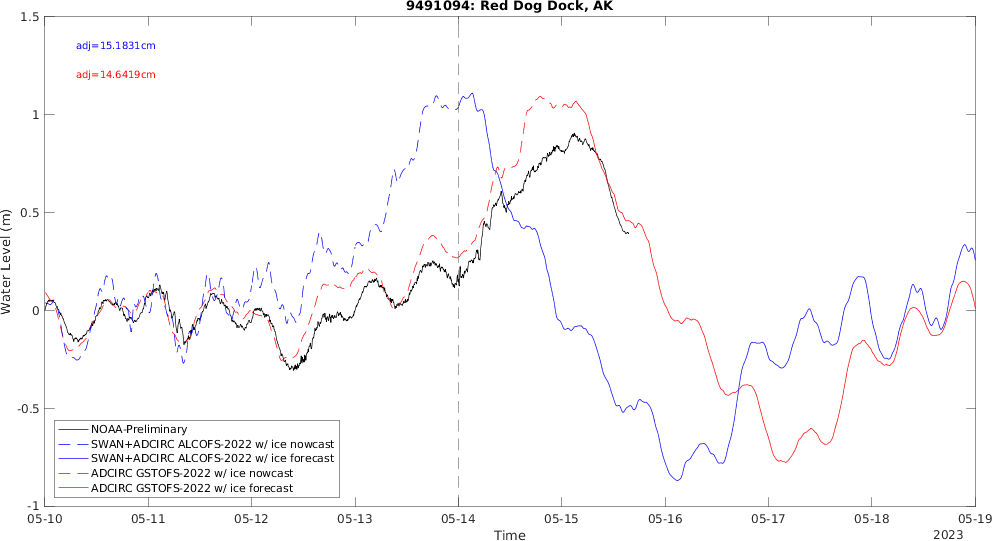 9491094: Red Dog Dock, AK
adj=15.1831cm
adj=14.6419cm
Water Level (m)
1.5
1
0.5
0
-0.5
-1
NOAA-Preliminary
SWAN+ADCIRC ALCOFS-2022 w/ ice nowcast
SWAN+ADCIRC ALCOFS-2022 w/ ice forecast
ADCIRC GSTOFS-2022 w/ ice nowcast
ADCIRC GSTOFS-2022 w/ ice forecast
05-10 05-11 05-12 05-13 05-14 05-15 05-16 05-17 05-18 05-19
Time
2023